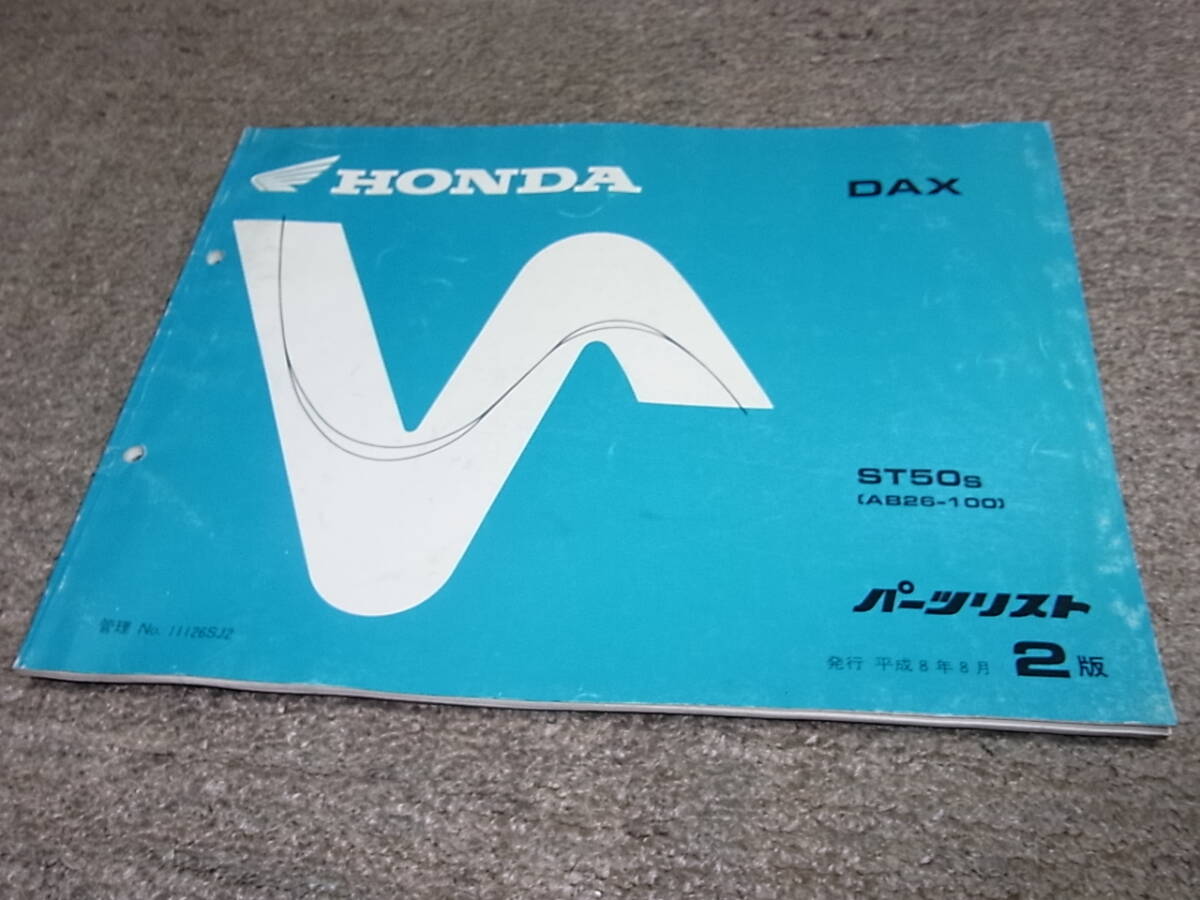 HONDA
DAX
ST50s
(AB26-100)
パーツリスト
管理 No. 11126SJ2
発行 平成8年8月 2版